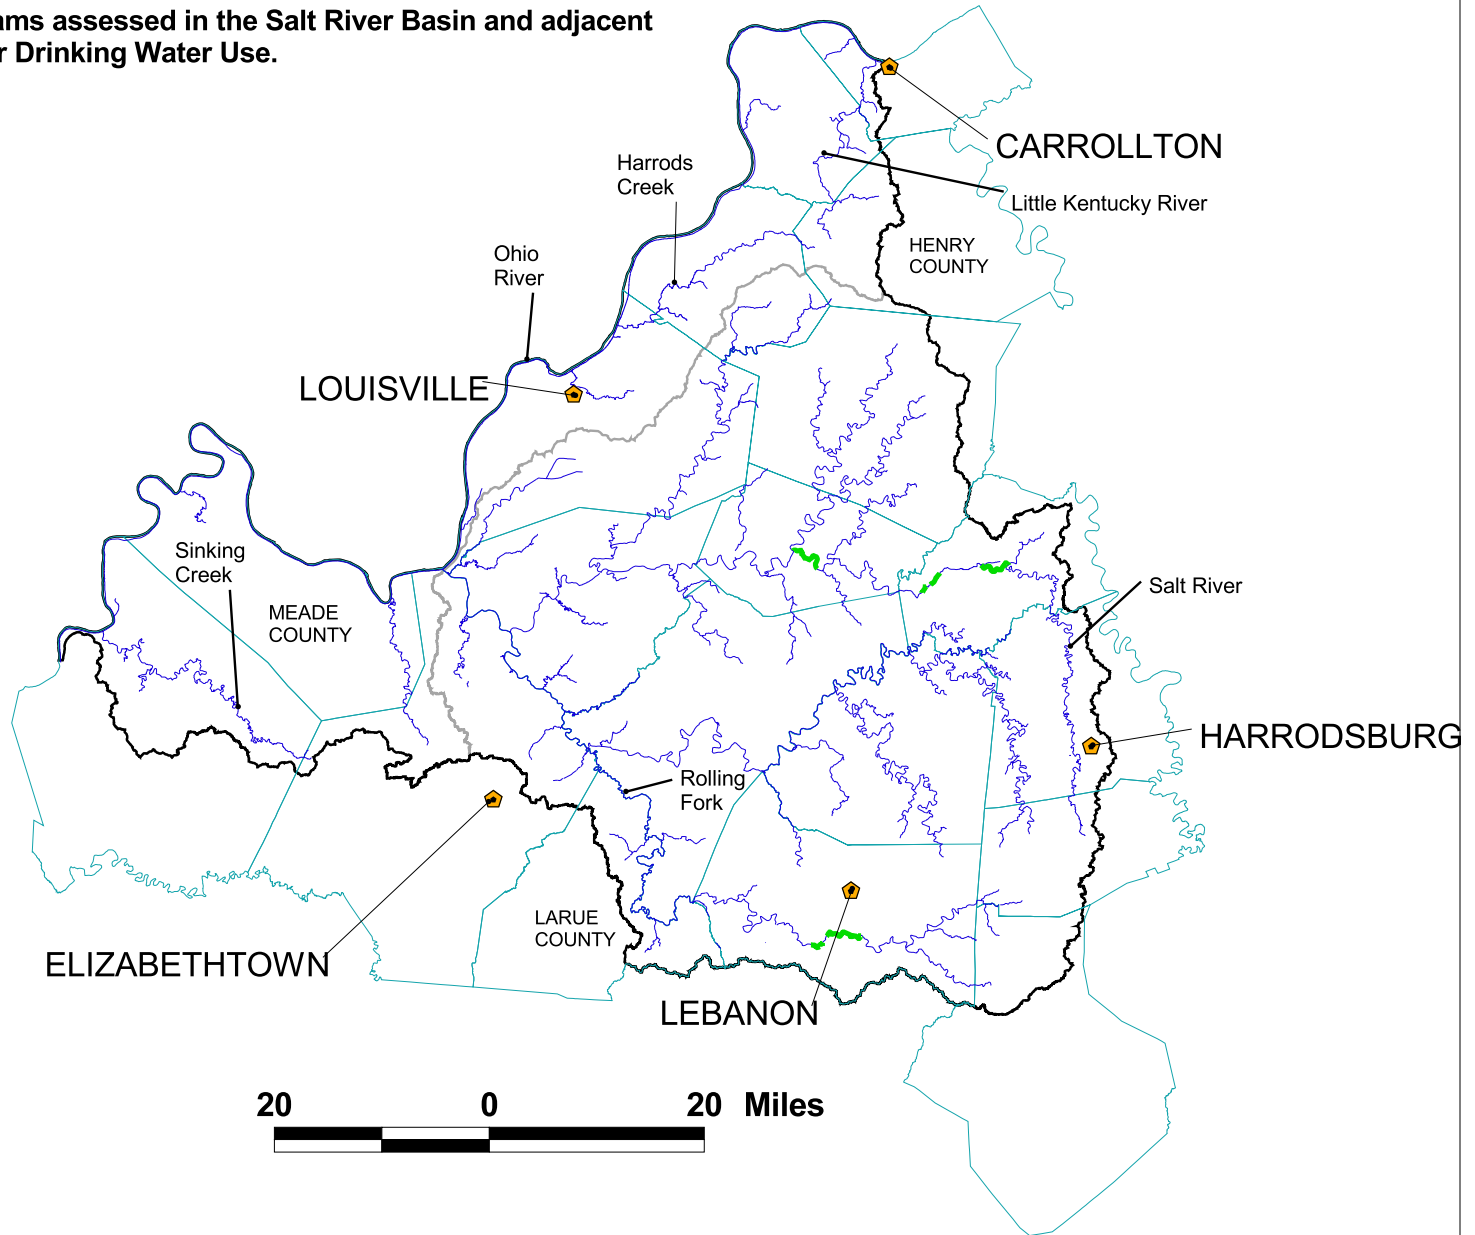 ams assessed in the Salt River Basin and adjacent
r Drinking Water Use.
CARROLLTON
Harrods
Creek
Little Kentucky River
HENRY
COUNTY
Ohio
River
LOUISVILLE
Sinking
Creek
Salt River
MEADE
COUNTY
HARRODSBURG
Rolling
Fork
LARUE
COUNTY
ELIZABETHTOWN
LEBANON
20 0 20 Miles